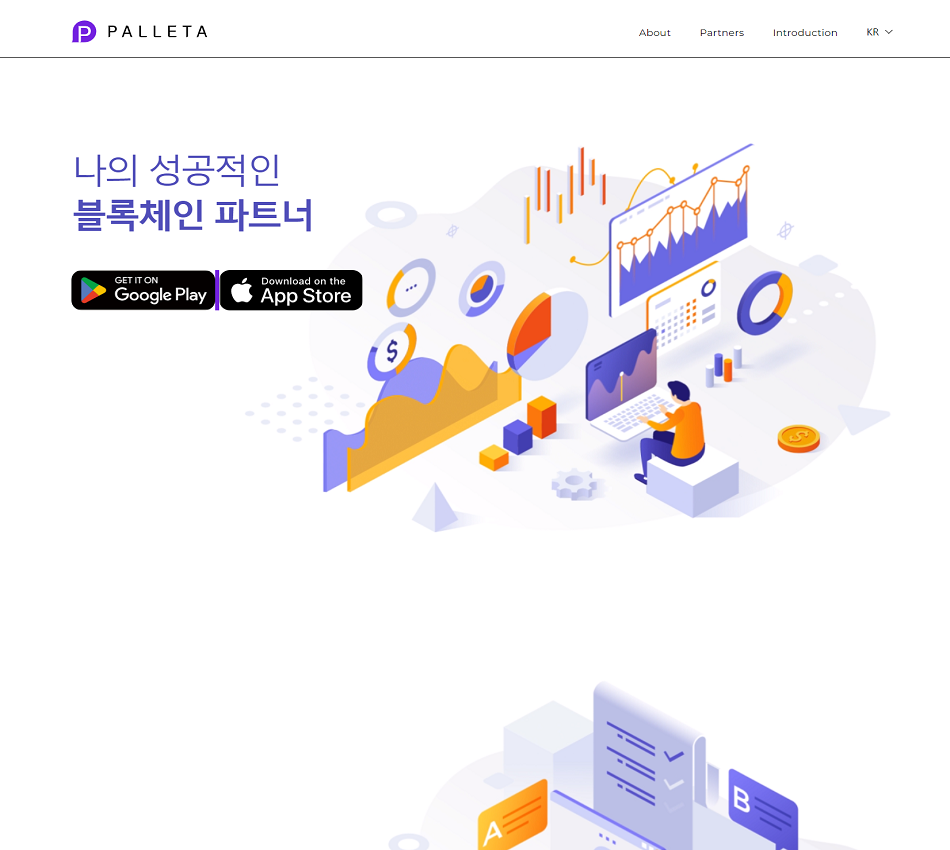 PALLETA
About Partners Introduction KR
나의 성공적인
블록체인 파트너
GET IT ON
Google Play
Download on the
App Store
$
A
B